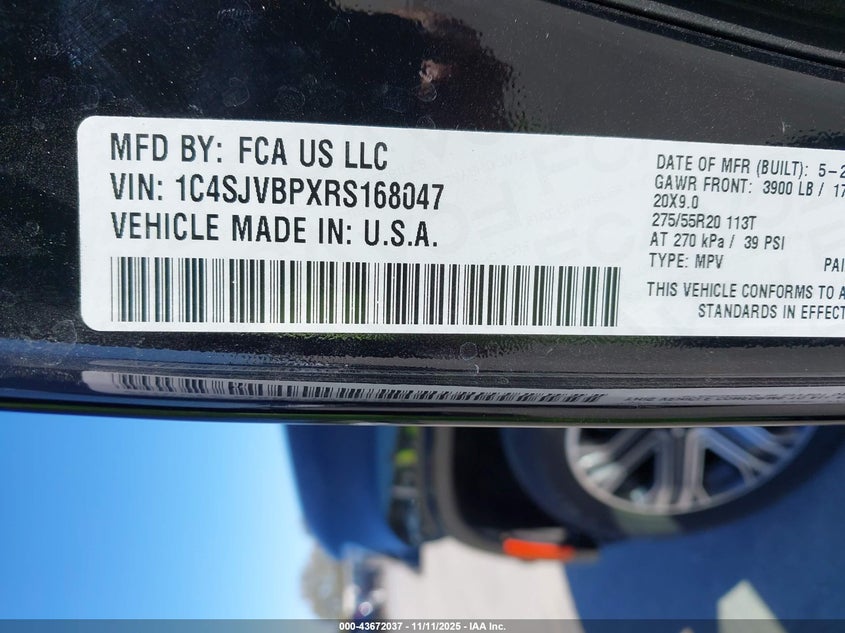 MFD BY: FCA US LLC
VIN: 1C4SJVBPXRS168047
VEHICLE MADE IN: U.S.A.
DATE OF MFR (BUILT): 5-2
GAWR FRONT: 3900 LB / 17
20X9.0
275/55R20 113T
AT 270 kPa / 39 PSI
TYPE: MPV PAI
THIS VEHICLE CONFORMS TO A
STANDARDS IN EFFECT
000-43672037 - 11/11/2025 - IAA Inc.